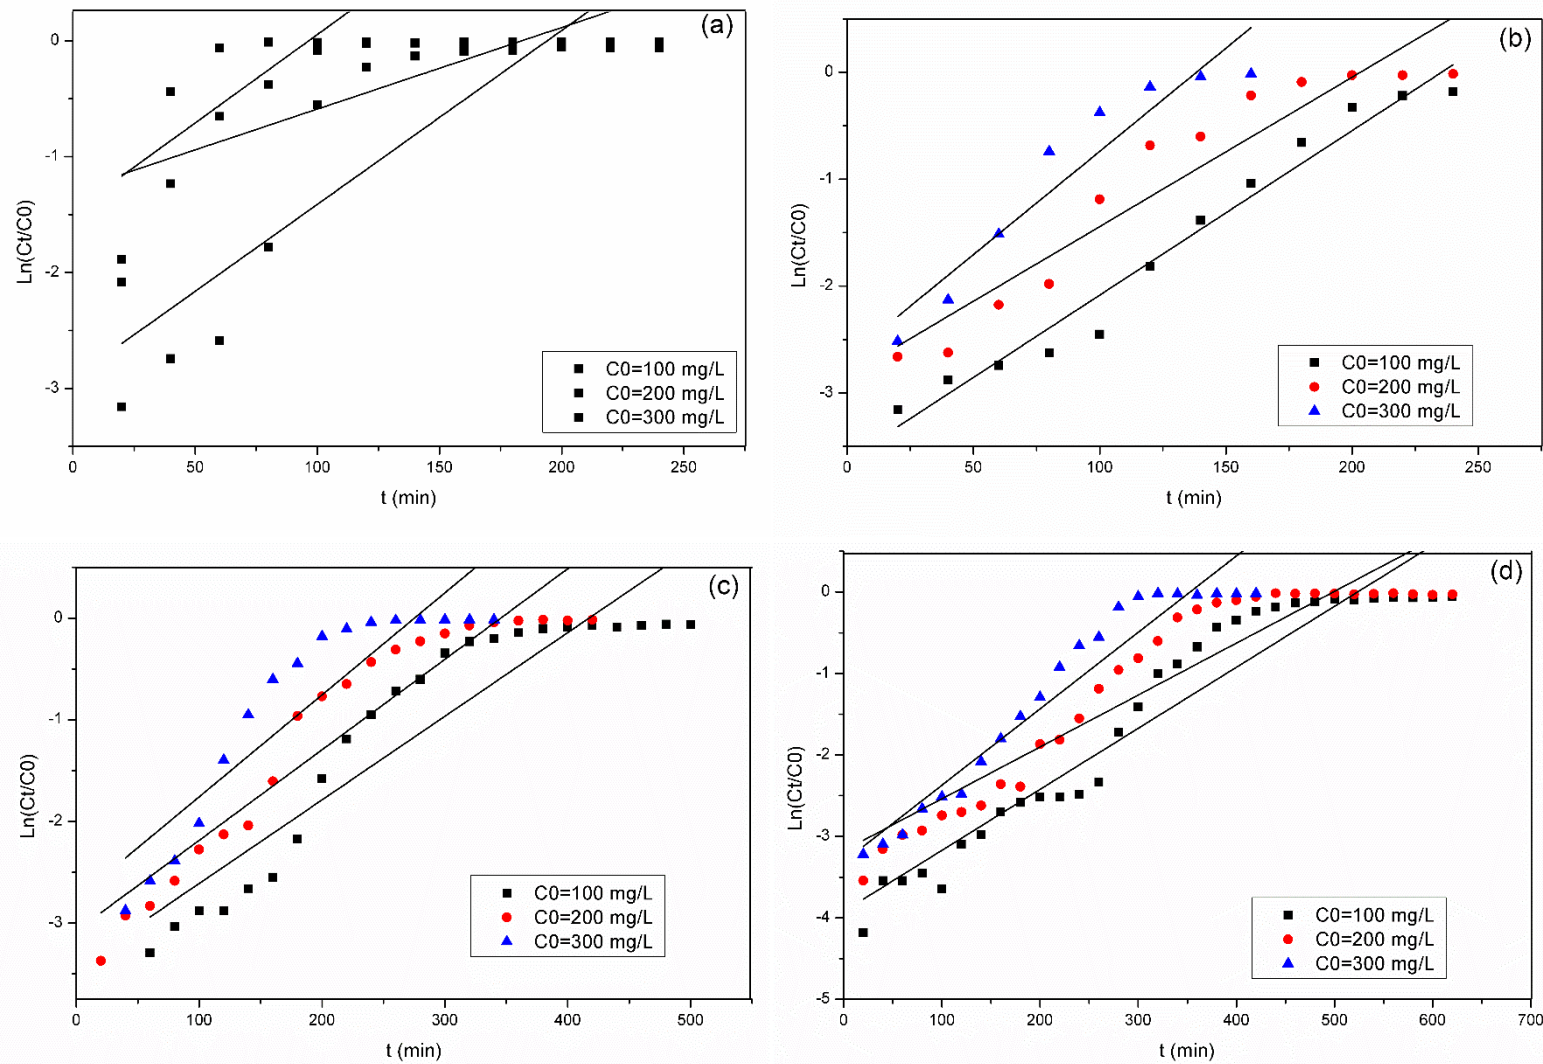 (a)
0
-1
-2
-3
Ln(Ct/C0)
C0=100 mg/L
C0=200 mg/L
C0=300 mg/L
0 50 100 150 200 250
t (min)
(b)
0
-1
-2
-3
Ln(Ct/C0)
C0=100 mg/L
C0=200 mg/L
C0=300 mg/L
0 50 100 150 200 250
t (min)
(c)
0
-1
-2
-3
Ln(Ct/C0)
C0=100 mg/L
C0=200 mg/L
C0=300 mg/L
0 100 200 300 400 500
t (min)
(d)
0
-1
-2
-3
-4
-5
Ln(Ct/C0)
C0=100 mg/L
C0=200 mg/L
C0=300 mg/L
0 100 200 300 400 500 600 700
t (min)